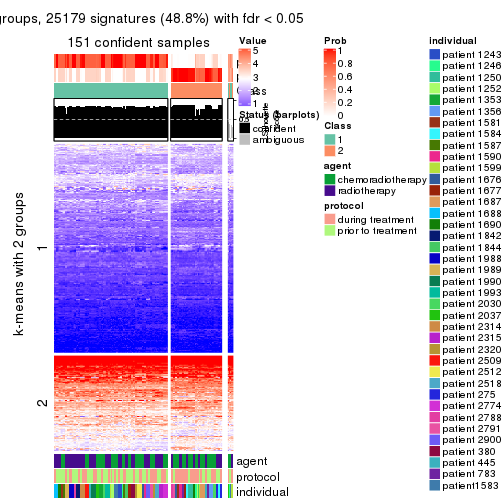 groups, 25179 signatures (48.8%) with fdr < 0.05
151 confident samples
k-means with 2 groups
1
2
agent
protocol
individual
Value
5
4
3
2
1
Status (barplots)
confident
ambiguous
Prob
1
0.8
0.6
0.4
0.2
0
Class
1
2
agent
chemoradiotherapy
radiotherapy
protocol
during treatment
prior to treatment
individual
patient 1243
patient 1246
patient 1250
patient 1252
patient 1353
patient 1356
patient 1581
patient 1584
patient 1587
patient 1590
patient 1599
patient 1676
patient 1677
patient 1687
patient 1688
patient 1690
patient 1842
patient 1844
patient 1988
patient 1989
patient 1990
patient 1993
patient 2030
patient 2037
patient 2314
patient 2315
patient 2320
patient 2509
patient 2512
patient 2518
patient 275
patient 2774
patient 2788
patient 2791
patient 2900
patient 380
patient 445
patient 783
patient1583